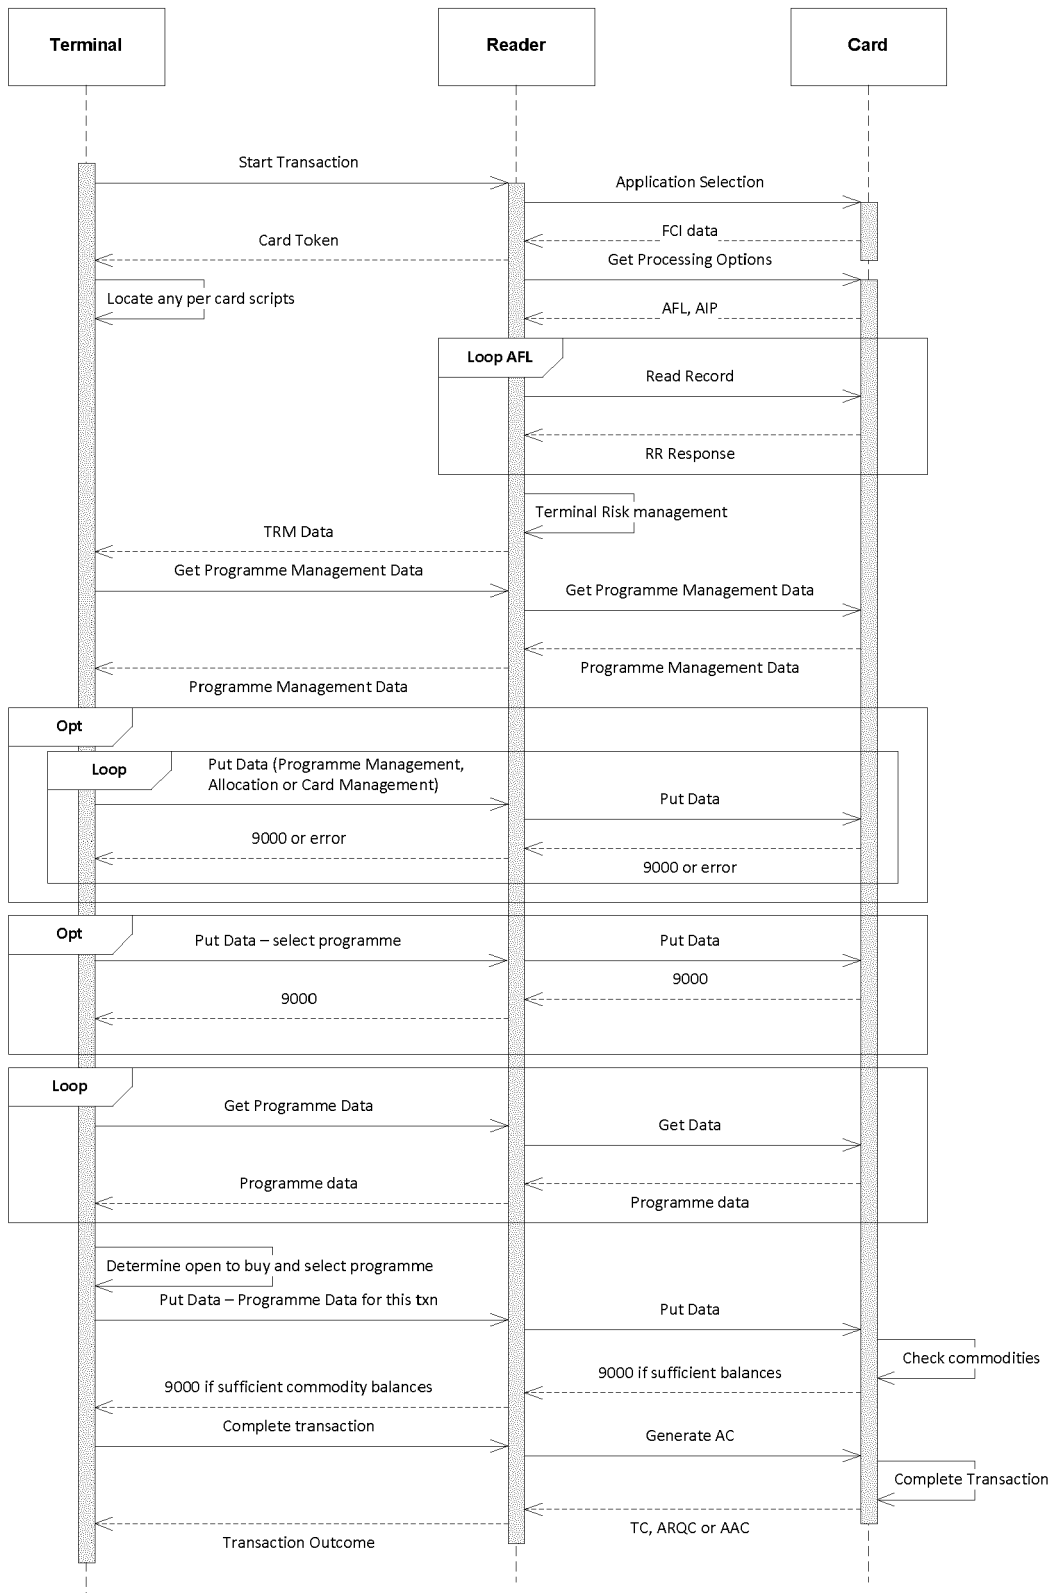 Terminal
Reader
Card
Start Transaction
Application Selection
FCI data
Card Token
Get Processing Options
Locate any per card scripts
AFL, AIP
Loop AFL
Read Record
RR Response
Terminal Risk management
TRM Data
Get Programme Management Data
Get Programme Management Data
Programme Management Data
Programme Management Data
Opt
Loop
Put Data (Programme Management,
Allocation or Card Management)
Put Data
9000 or error
9000 or error
Opt
Put Data – select programme
Put Data
9000
9000
Loop
Get Programme Data
Get Data
Programme data
Programme data
Determine open to buy and select programme
Put Data – Programme Data for this txn
Put Data
Check commodities
9000 if sufficient balances
9000 if sufficient commodity balances
Complete transaction
Generate AC
Complete Transaction
TC, ARQC or AAC
Transaction Outcome